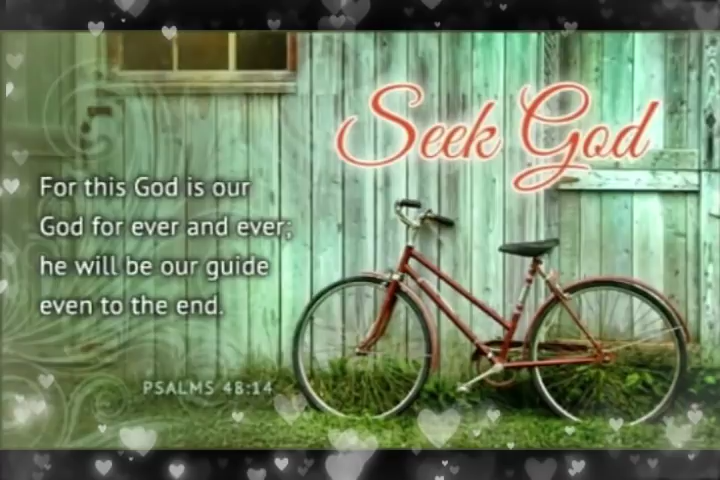 Seek God
For this God is our
God for ever and ever;
he will be our guide
even to the end.
PSALMS 48:14